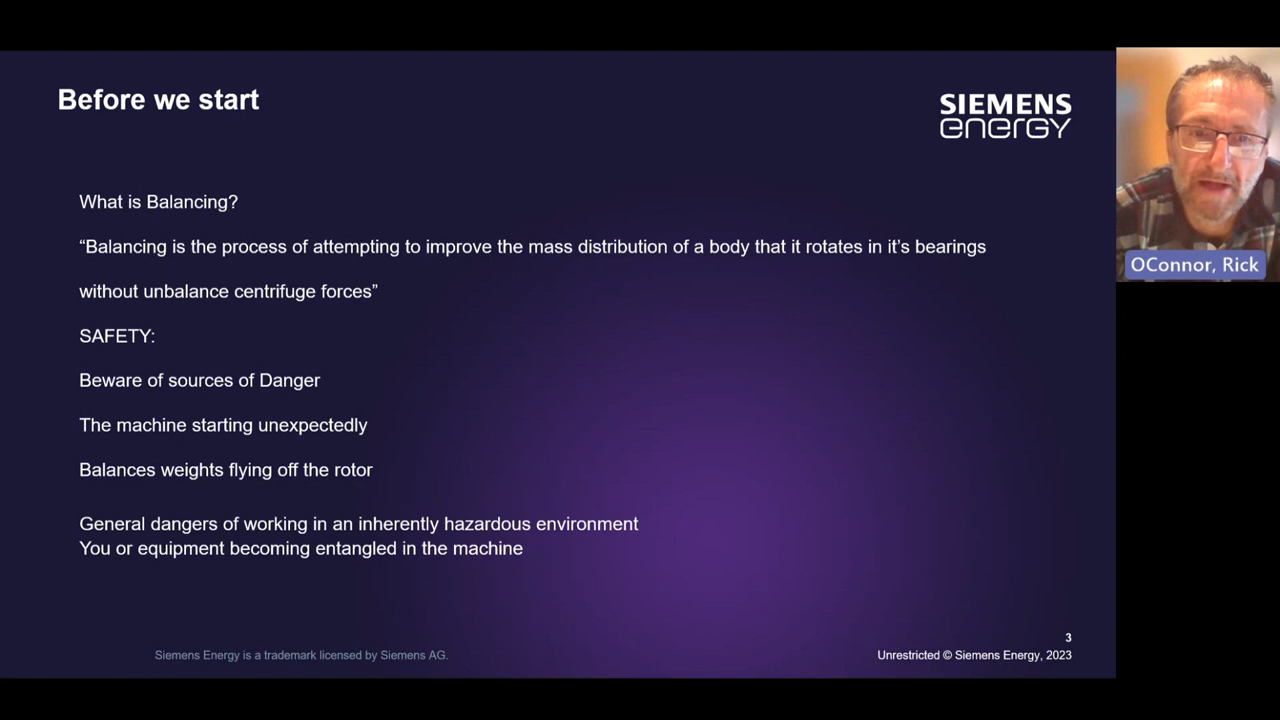 Before we start
SIEMENS
energy
What is Balancing?
“Balancing is the process of attempting to improve the mass distribution of a body that it rotates in it’s bearings
without unbalance centrifuge forces”
SAFETY:
Beware of sources of Danger
The machine starting unexpectedly
Balances weights flying off the rotor
General dangers of working in an inherently hazardous environment
You or equipment becoming entangled in the machine
3
Siemens Energy is a trademark licensed by Siemens AG.
Unrestricted © Siemens Energy, 2023
OConnor, Rick